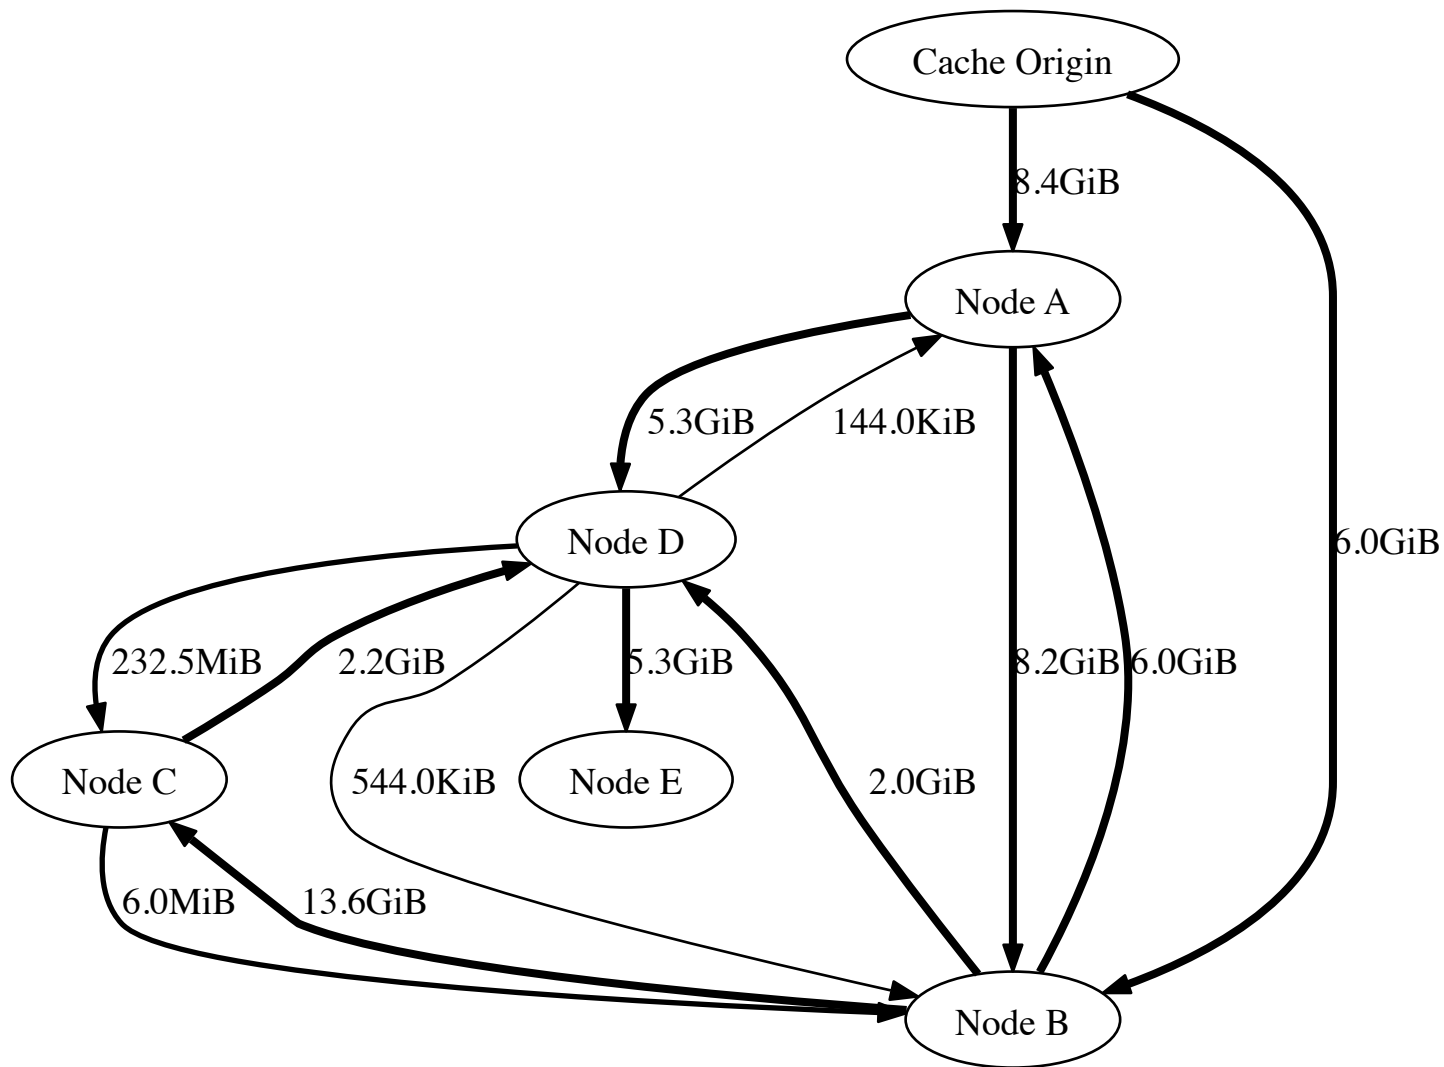 Cache Origin
8.4GiB
Node A
5.3GiB
144.0KiB
Node D
6.0GiB
232.5MiB
2.2GiB
5.3GiB
8.2GiB
6.0GiB
Node C
544.0KiB
Node E
2.0GiB
6.0MiB
13.6GiB
Node B